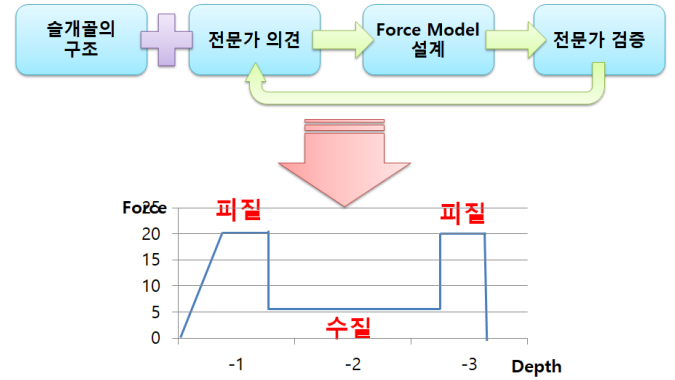 슬개골의
구조
전문가 의견
Force Model
설계
전문가 검증
Force
25
피질
피질
20
15
10
5
수질
0
-1
-2
-3
Depth